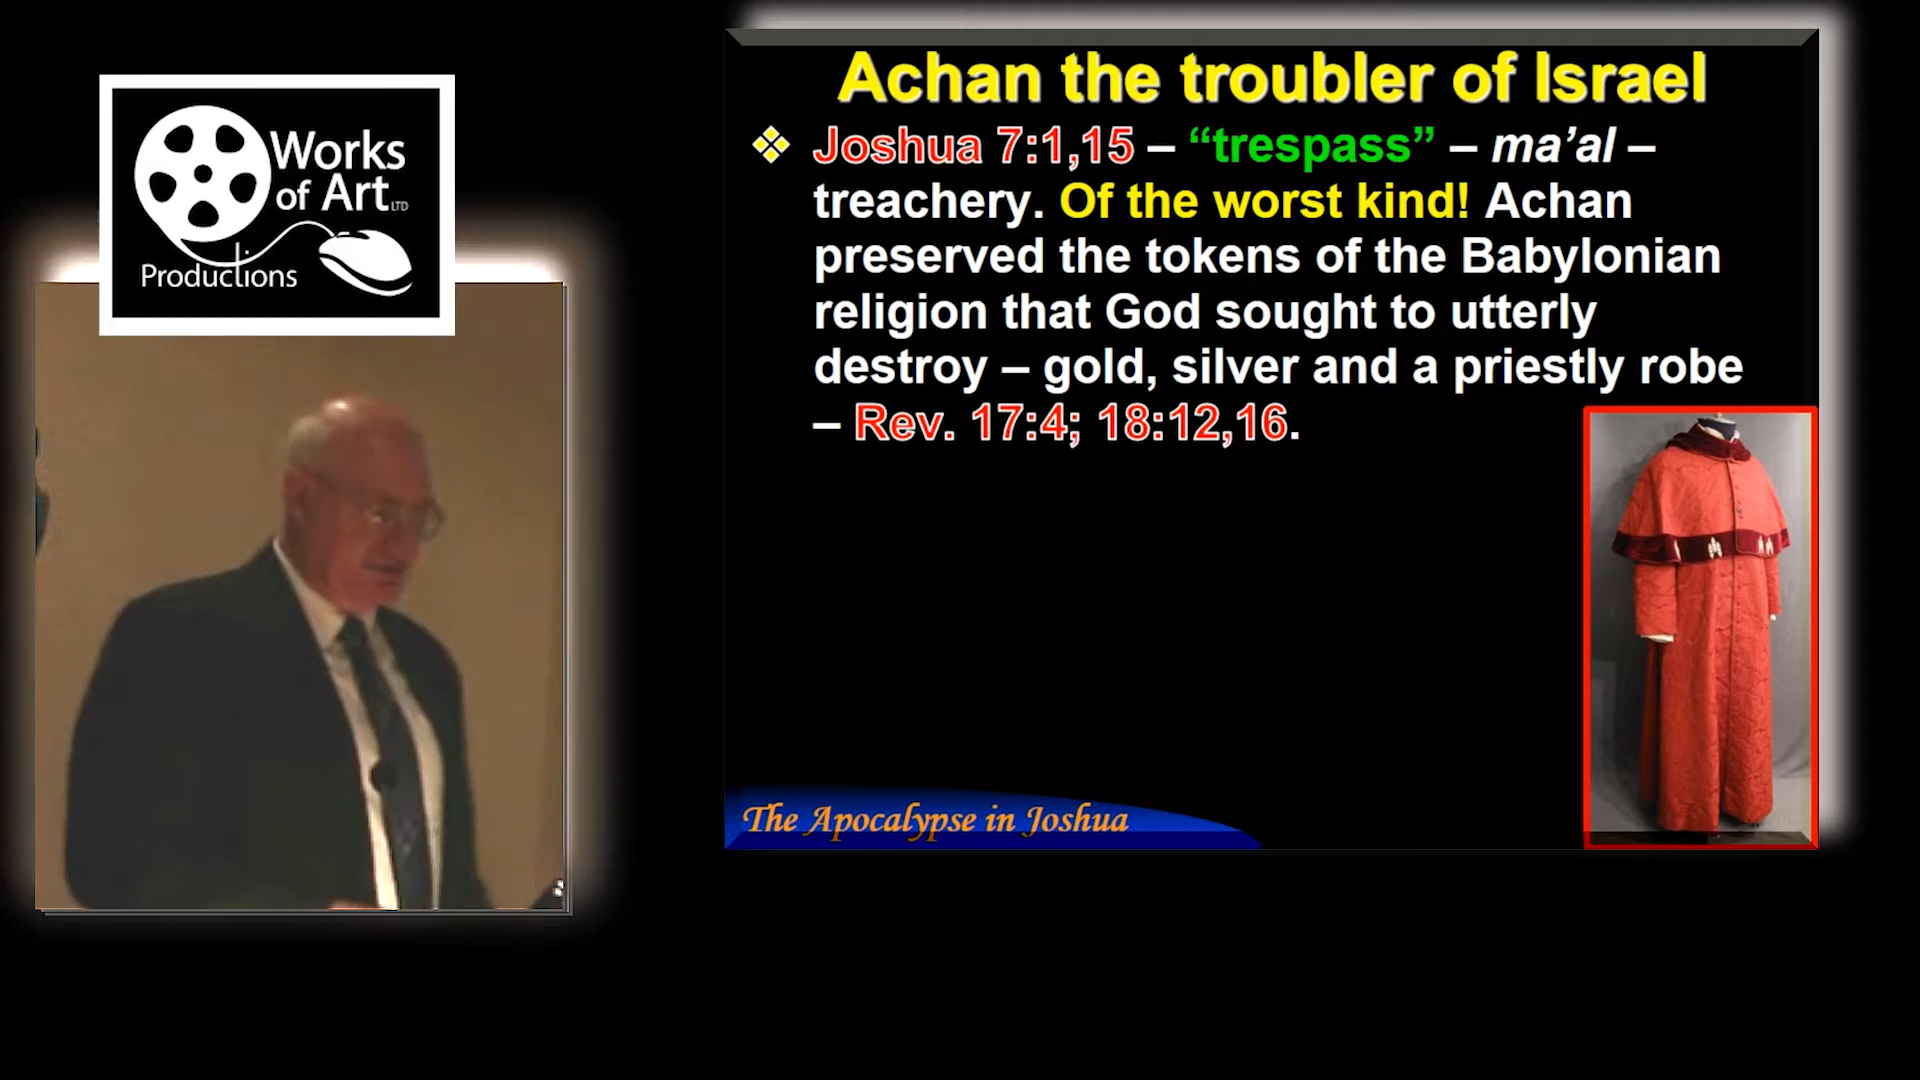 Works
of Art LTD
Productions
Achan the troubler of Israel
Joshua 7:1,15 – “trespass” – ma’al –
treachery. Of the worst kind! Achan
preserved the tokens of the Babylonian
religion that God sought to utterly
destroy – gold, silver and a priestly robe
– Rev. 17:4; 18:12,16.
The Apocalypse in Joshua